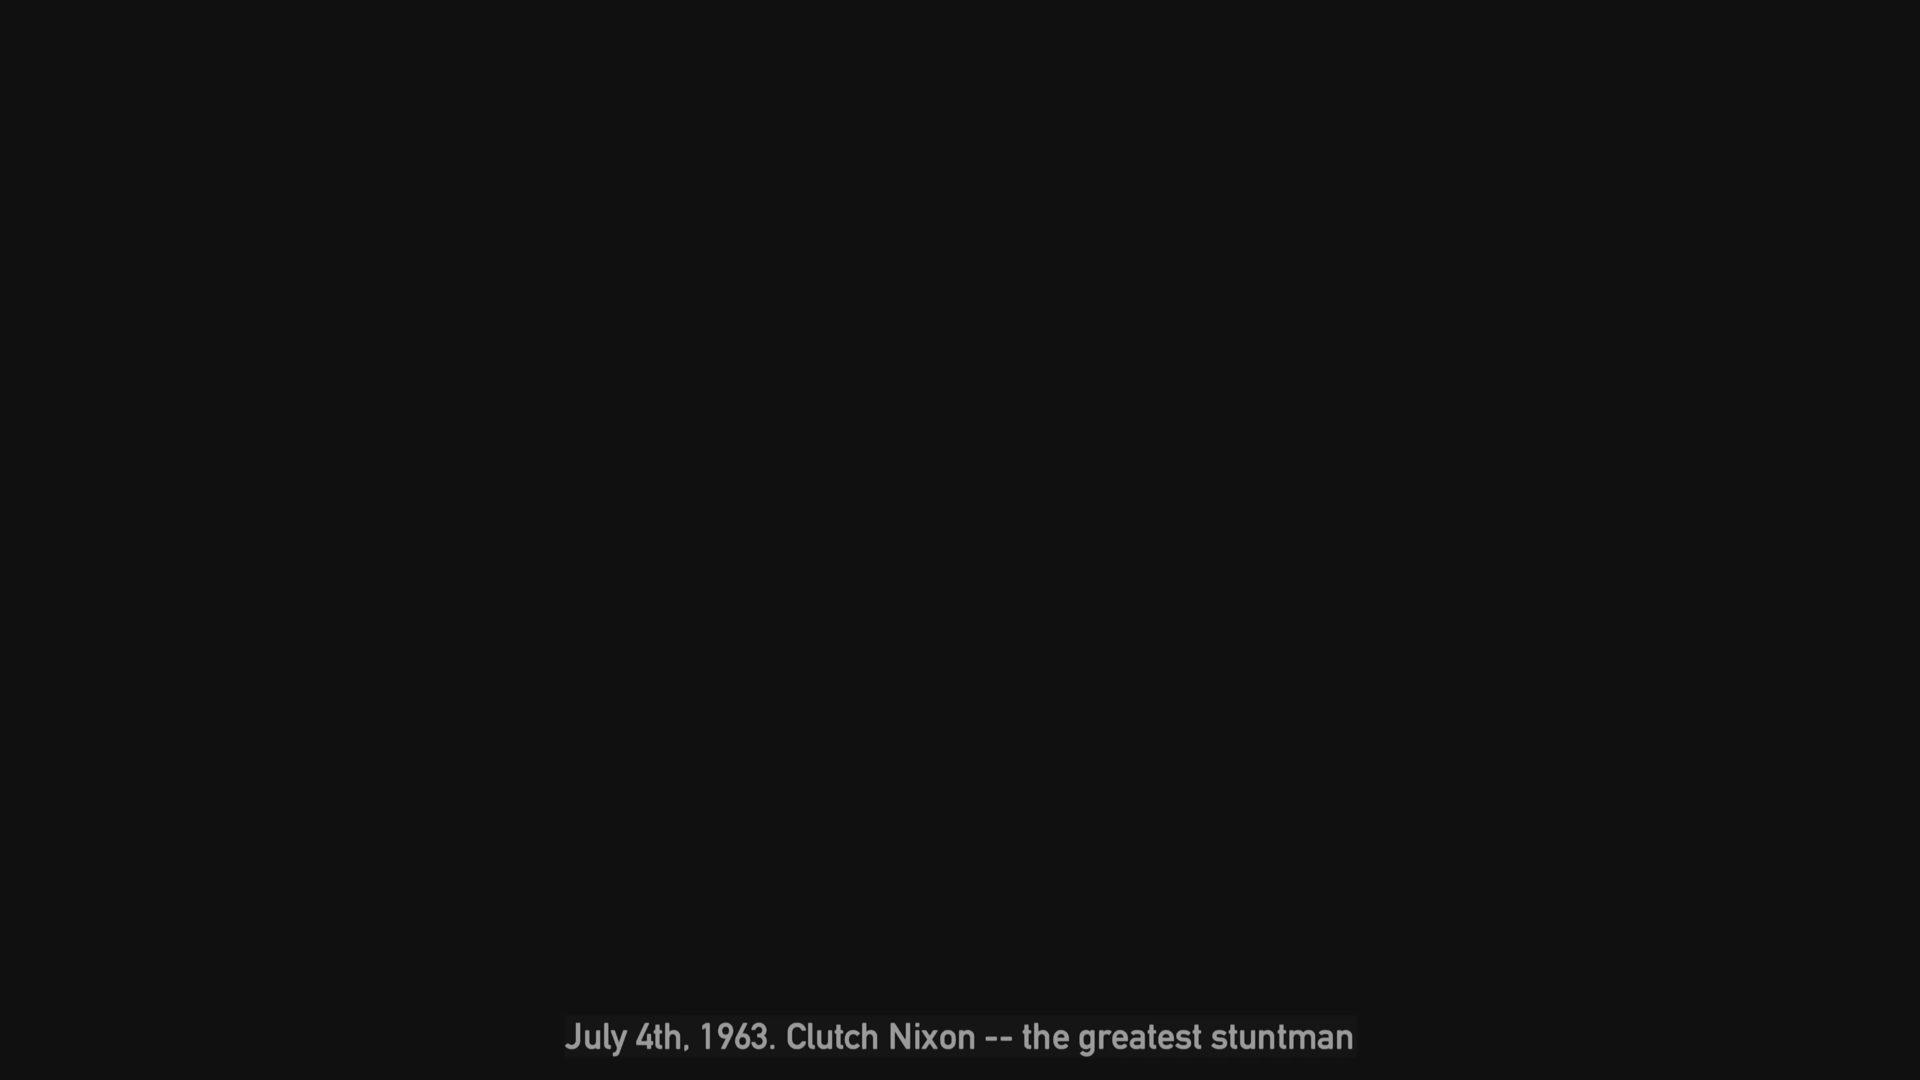 July 4th, 1963. Clutch Nixon -- the greatest stuntman